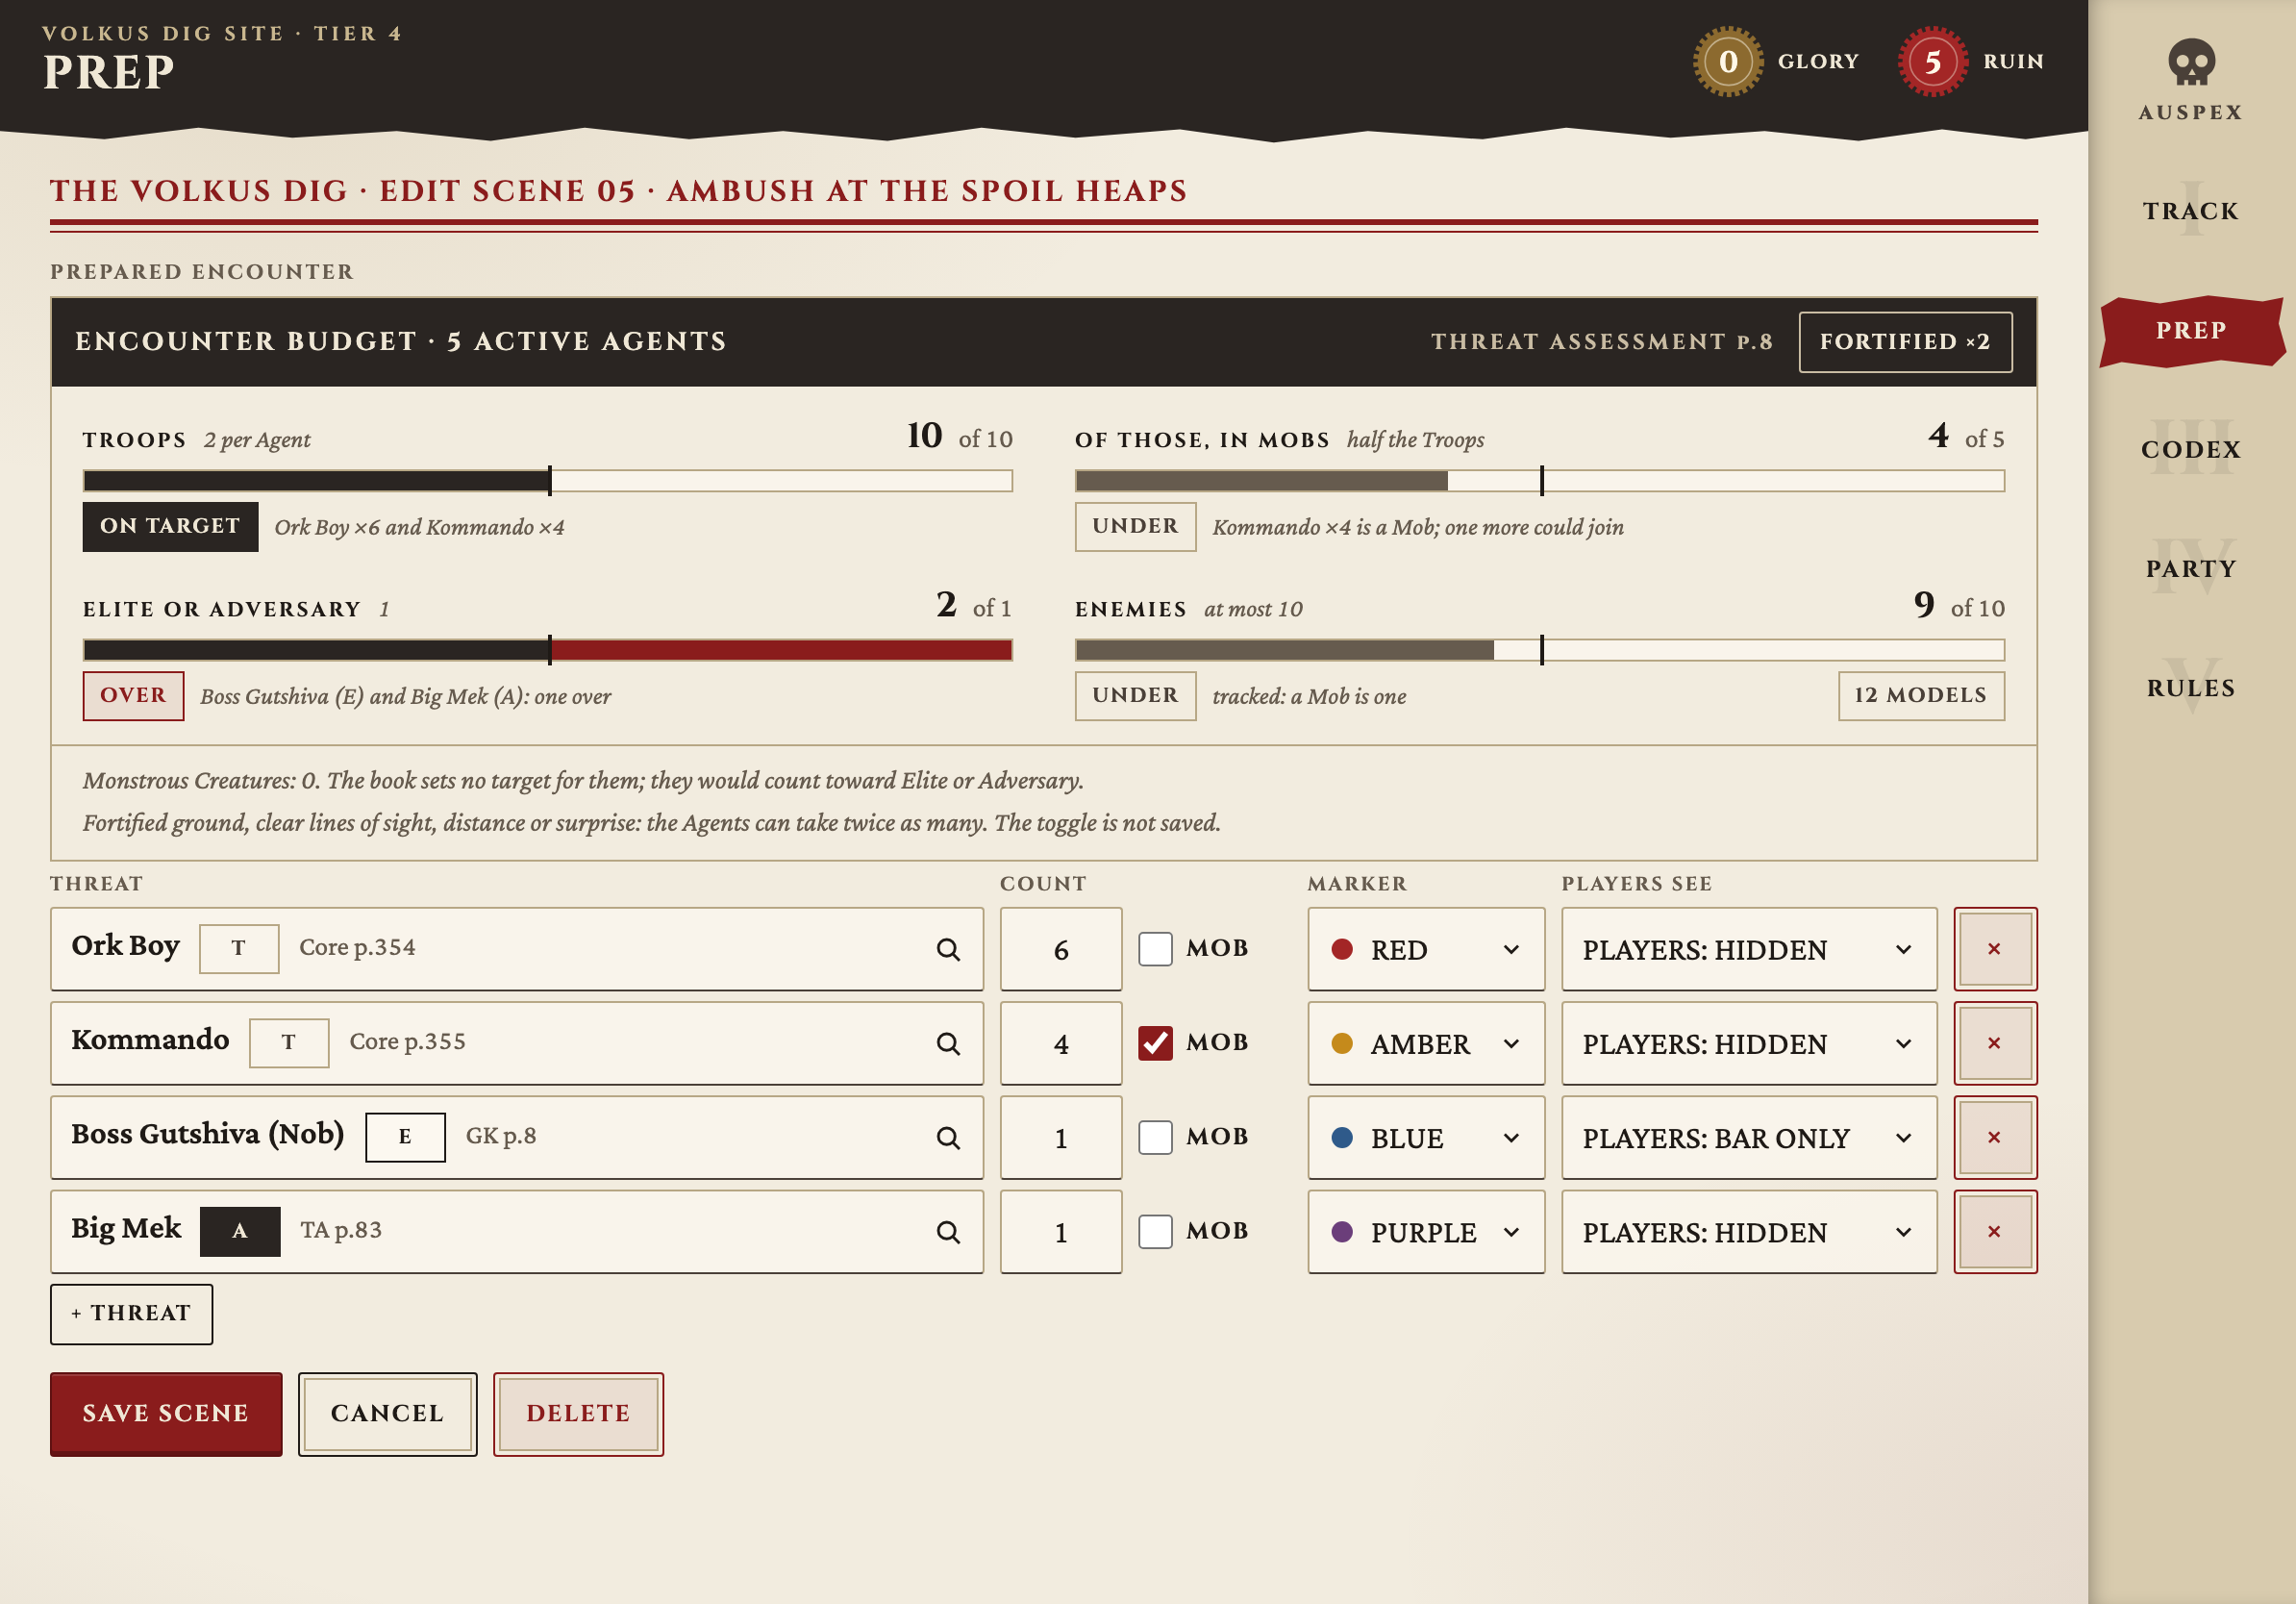 VOLKUS DIG SITE · TIER 4
PREP
0 GLORY 5 RUIN
AUSPEX
I TRACK
PREP
III CODEX
IV PARTY
V RULES
THE VOLKUS DIG · EDIT SCENE 05 · AMBUSH AT THE SPOIL HEAPS
PREPARED ENCOUNTER
ENCOUNTER BUDGET · 5 ACTIVE AGENTS THREAT ASSESSMENT P.8 FORTIFIED ×2
TROOPS 2 per Agent 10 of 10
ON TARGET Ork Boy ×6 and Kommando ×4
OF THOSE, IN MOBS half the Troops 4 of 5
UNDER Kommando ×4 is a Mob; one more could join
ELITE OR ADVERSARY 1 2 of 1
OVER Boss Gutshiva (E) and Big Mek (A): one over
ENEMIES at most 10 9 of 10
UNDER tracked: a Mob is one 12 MODELS
Monstrous Creatures: 0. The book sets no target for them; they would count toward Elite or Adversary.
Fortified ground, clear lines of sight, distance or surprise: the Agents can take twice as many. The toggle is not saved.
THREAT COUNT MARKER PLAYERS SEE
Ork Boy T Core p.354 6 MOB RED PLAYERS: HIDDEN ×
Kommando T Core p.355 4 MOB AMBER PLAYERS: HIDDEN ×
Boss Gutshiva (Nob) E GK p.8 1 MOB BLUE PLAYERS: BAR ONLY ×
Big Mek A TA p.83 1 MOB PURPLE PLAYERS: HIDDEN ×
+ THREAT
SAVE SCENE CANCEL DELETE